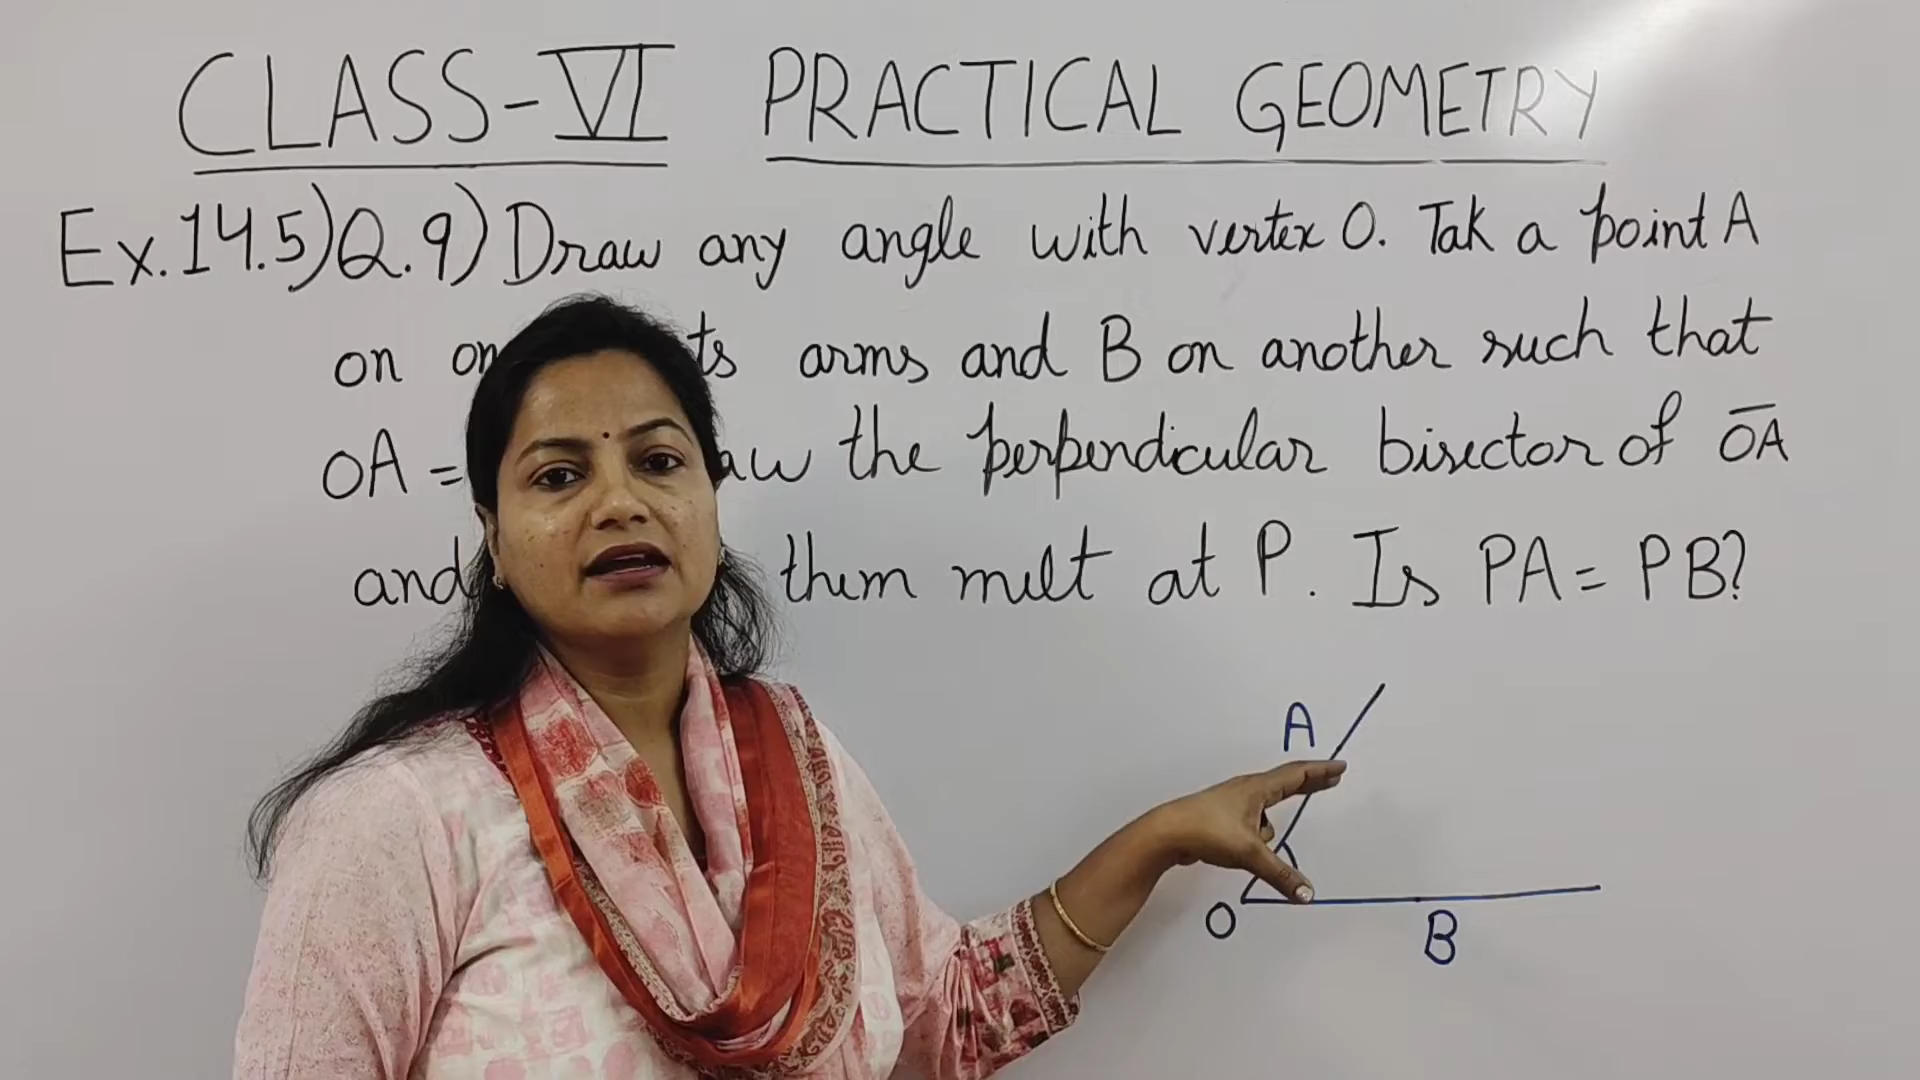 CLASS-VI PRACTICAL GEOMETRY
Ex.14.5)Q.9) Draw any angle with vertex O. Tak a point A
on arms and B on another such that
OA = the perpendicular bisector of OA
and them meet at P. Is PA = PB?
A
O
B